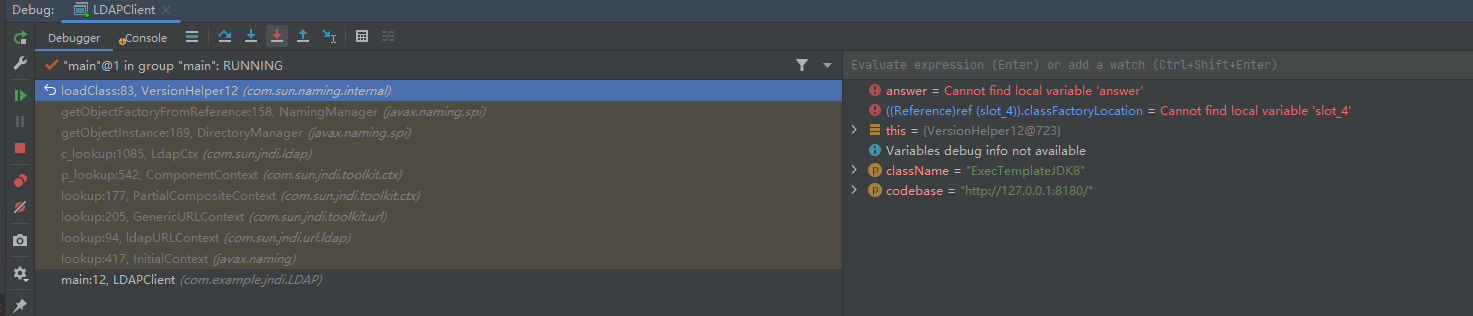 Debug: LDAPClient
Debugger Console
"main"@1 in group "main": RUNNING
loadClass:83, VersionHelper12 (com.sun.naming.internal)
getObjectFactoryFromReference:158, NamingManager (javax.naming.spi)
getObjectInstance:189, DirectoryManager (javax.naming.spi)
c_lookup:1085, LdapCtx (com.sun.jndi.ldap)
p_lookup:542, ComponentContext (com.sun.jndi.toolkit.ctx)
lookup:177, PartialCompositeContext (com.sun.jndi.toolkit.ctx)
lookup:205, GenericURLContext (com.sun.jndi.toolkit.url)
lookup:94, ldapURLContext (com.sun.jndi.url.ldap)
lookup:417, InitialContext (javax.naming)
main:12, LDAPClient (com.example.jndi.LDAP)
Evaluate expression (Enter) or add a watch (Ctrl+Shift+Enter)
answer = Cannot find local variable 'answer'
((Reference)ref (slot_4)).classFactoryLocation = Cannot find local variable 'slot_4'
this = {VersionHelper12@723}
Variables debug info not available
className = "ExecTemplateJDK8"
codebase = "http://127.0.0.1:8180/"